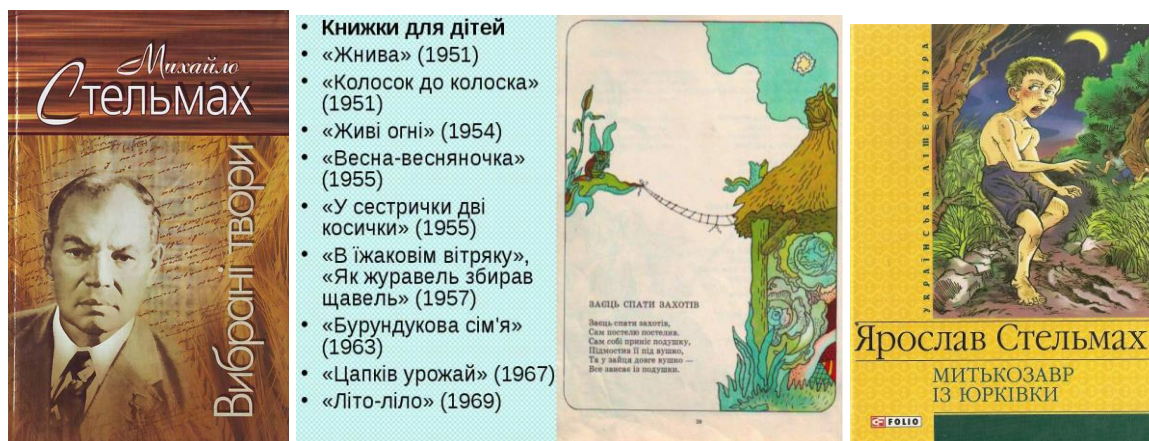 Михайло
Стельмах
Вибрані твори
• Книжки для дітей
• «Жнива» (1951)
• «Колосок до колоска»
(1951)
• «Живі огні» (1954)
• «Весна-весняночка»
(1955)
• «У сестрички дві
косички» (1955)
• «В їжаковім вітряку»,
«Як журавель збирав
щавель» (1957)
• «Бурундукова сім'я»
(1963)
• «Цапків урожай» (1967)
• «Літо-літо» (1969)
ЗАЄЦЬ СПАТИ ЗАХОТІВ
Заєць спати захотів,
Сам постелю постелив.
Сам собі приніс подушку,
Підмостив її під вушко,
Та у зайця довге вушко —
Все звисає із подушки.
УКРАЇНСЬКА ЛІТЕРАТУРА
Ярослав Стельмах
МИТЬКОЗАВР
ІЗ ЮРКІВКИ
FOLIO